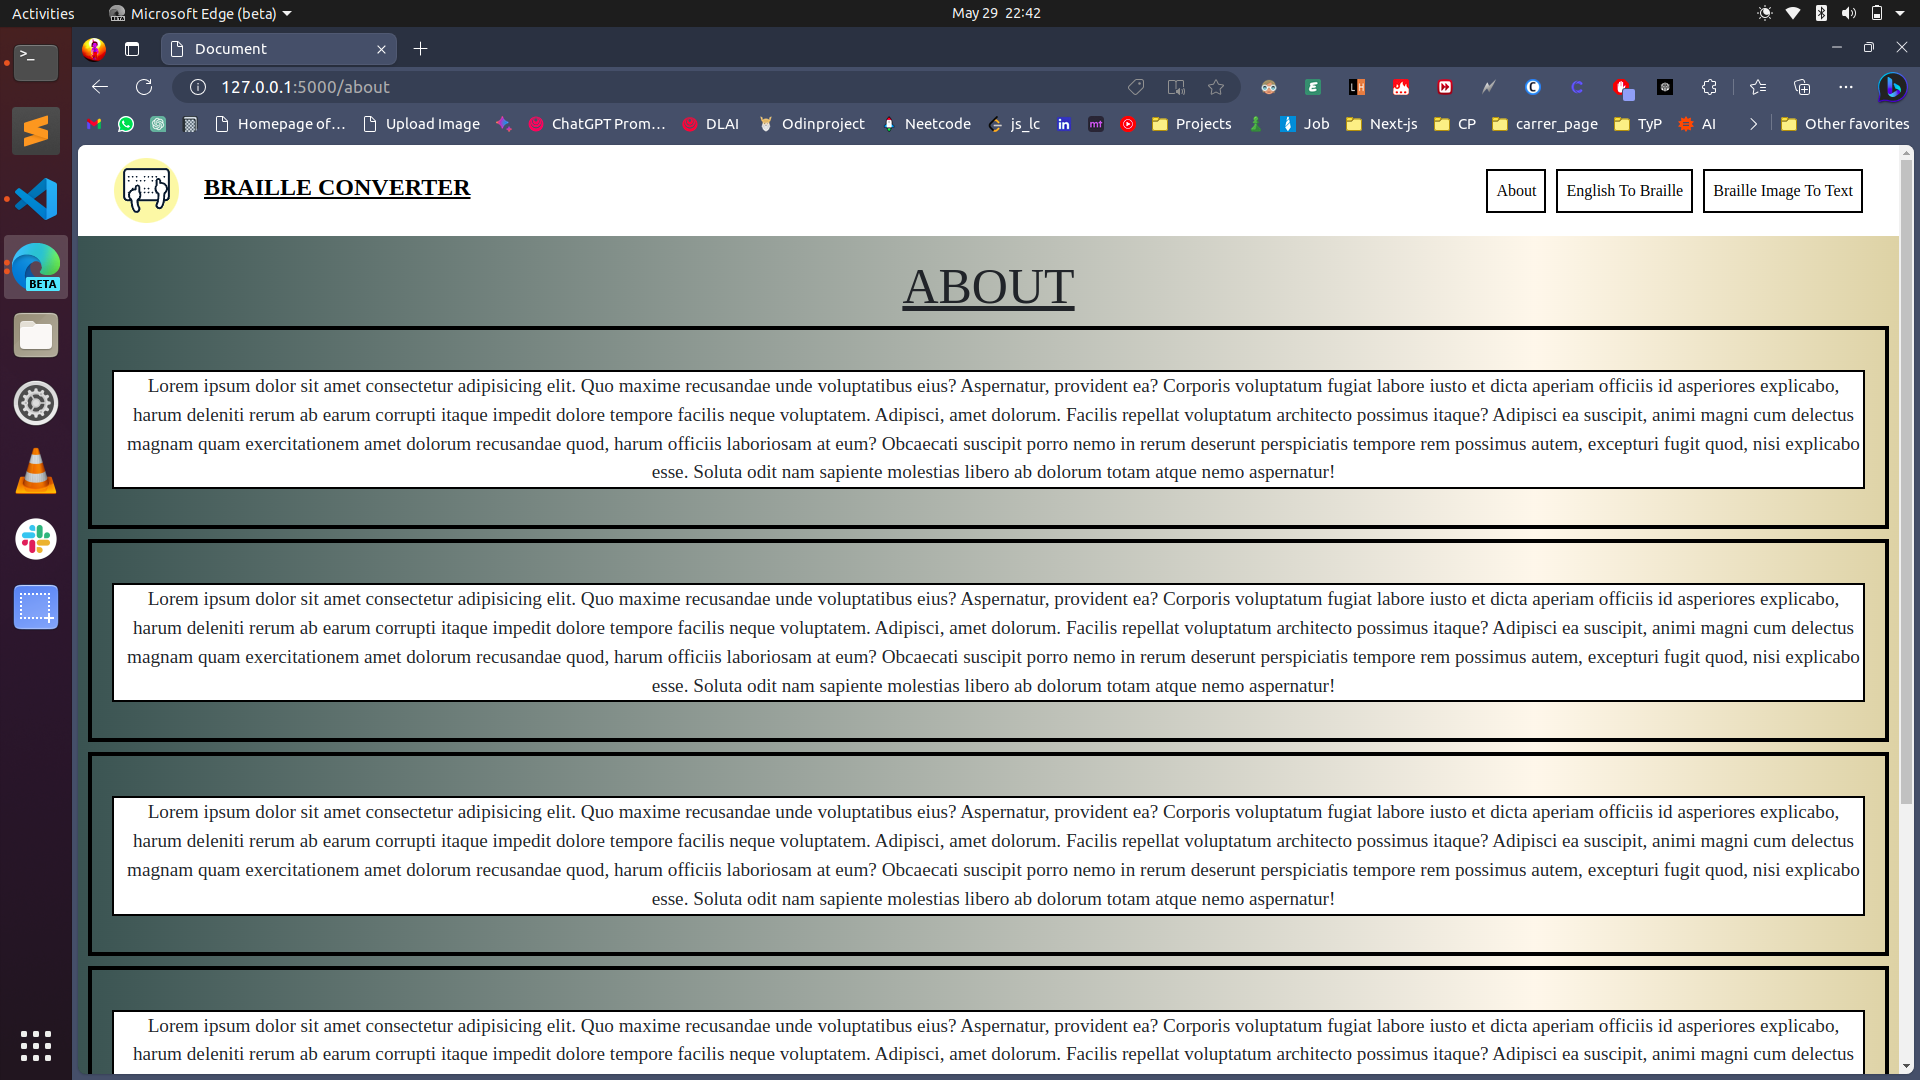 Activities
Microsoft Edge (beta)
May 29 22:42
>_
Document
127.0.0.1:5000/about
Homepage of...
Upload Image
ChatGPT Prom...
DLAI
Odinproject
Neetcode
js_lc
in
mt
Projects
Job
Next-js
CP
carrer_page
TyP
AI
Other favorites
BETA
BRAILLE CONVERTER
About
English To Braille
Braille Image To Text
ABOUT
Lorem ipsum dolor sit amet consectetur adipisicing elit. Quo maxime recusandae unde voluptatibus eius? Aspernatur, provident ea? Corporis voluptatum fugiat labore iusto et dicta aperiam officiis id asperiores explicabo,
harum deleniti rerum ab earum corrupti itaque impedit dolore tempore facilis neque voluptatem. Adipisci, amet dolorum. Facilis repellat voluptatum architecto possimus itaque? Adipisci ea suscipit, animi magni cum delectus
magnam quam exercitationem amet dolorum recusandae quod, harum officiis laboriosam at eum? Obcaecati suscipit porro nemo in rerum deserunt perspiciatis tempore rem possimus autem, excepturi fugit quod, nisi explicabo
esse. Soluta odit nam sapiente molestias libero ab dolorum totam atque nemo aspernatur!
Lorem ipsum dolor sit amet consectetur adipisicing elit. Quo maxime recusandae unde voluptatibus eius? Aspernatur, provident ea? Corporis voluptatum fugiat labore iusto et dicta aperiam officiis id asperiores explicabo,
harum deleniti rerum ab earum corrupti itaque impedit dolore tempore facilis neque voluptatem. Adipisci, amet dolorum. Facilis repellat voluptatum architecto possimus itaque? Adipisci ea suscipit, animi magni cum delectus
magnam quam exercitationem amet dolorum recusandae quod, harum officiis laboriosam at eum? Obcaecati suscipit porro nemo in rerum deserunt perspiciatis tempore rem possimus autem, excepturi fugit quod, nisi explicabo
esse. Soluta odit nam sapiente molestias libero ab dolorum totam atque nemo aspernatur!
Lorem ipsum dolor sit amet consectetur adipisicing elit. Quo maxime recusandae unde voluptatibus eius? Aspernatur, provident ea? Corporis voluptatum fugiat labore iusto et dicta aperiam officiis id asperiores explicabo,
harum deleniti rerum ab earum corrupti itaque impedit dolore tempore facilis neque voluptatem. Adipisci, amet dolorum. Facilis repellat voluptatum architecto possimus itaque? Adipisci ea suscipit, animi magni cum delectus
magnam quam exercitationem amet dolorum recusandae quod, harum officiis laboriosam at eum? Obcaecati suscipit porro nemo in rerum deserunt perspiciatis tempore rem possimus autem, excepturi fugit quod, nisi explicabo
esse. Soluta odit nam sapiente molestias libero ab dolorum totam atque nemo aspernatur!
Lorem ipsum dolor sit amet consectetur adipisicing elit. Quo maxime recusandae unde voluptatibus eius? Aspernatur, provident ea? Corporis voluptatum fugiat labore iusto et dicta aperiam officiis id asperiores explicabo,
harum deleniti rerum ab earum corrupti itaque impedit dolore tempore facilis neque voluptatem. Adipisci, amet dolorum. Facilis repellat voluptatum architecto possimus itaque? Adipisci ea suscipit, animi magni cum delectus